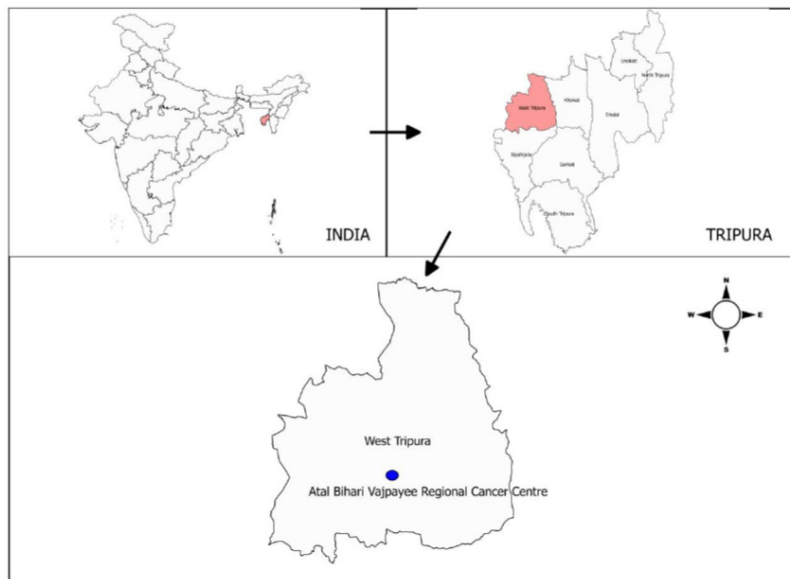 INDIA
Unakoti
North Tripura
West Tripura
Khowai
Dhalai
Sipahijala
Gomati
South Tripura
TRIPURA
N
W
E
S
West Tripura
Atal Bihari Vajpayee Regional Cancer Centre